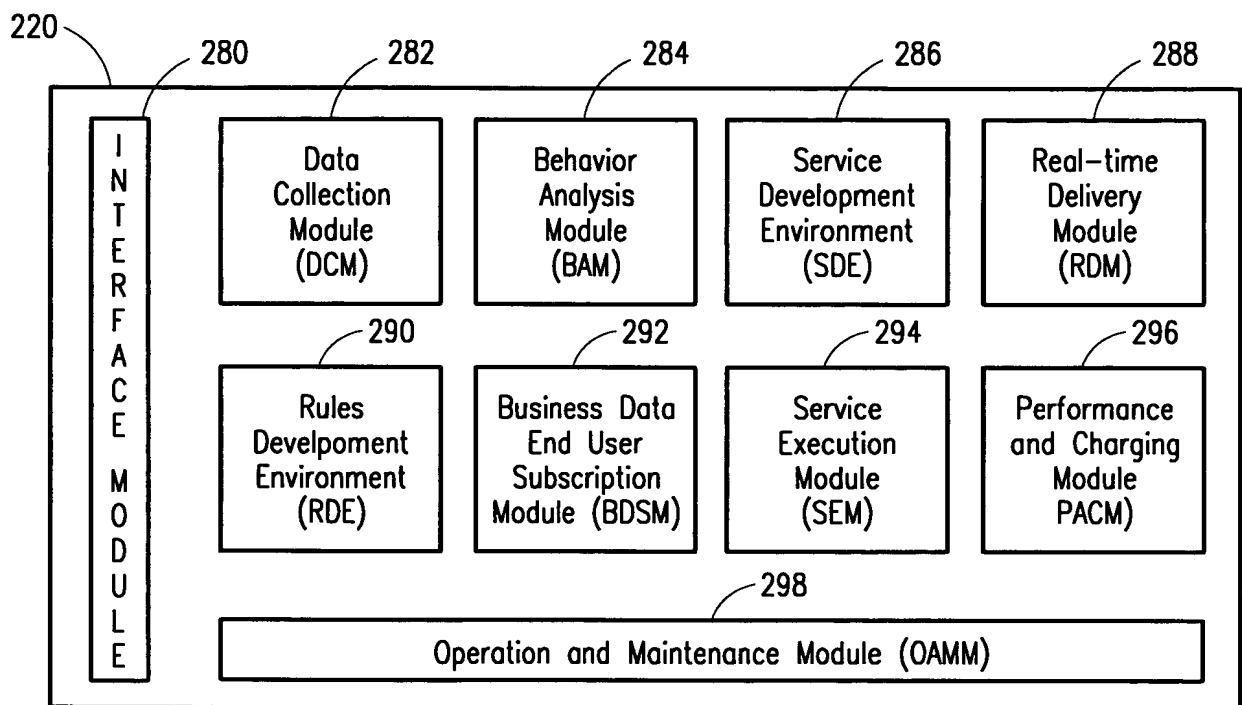 220
280
282
284
286
288
INTERFACE MODULE
Data
Collection
Module
(DCM)
Behavior
Analysis
Module
(BAM)
Service
Development
Environment
(SDE)
Real-time
Delivery
Module
(RDM)
290
292
294
296
Rules
Develpoment
Environment
(RDE)
Business Data
End User
Subscription
Module (BDSM)
Service
Execution
Module
(SEM)
Performance
and Charging
Module
PACM)
298
Operation and Maintenance Module (OAMM)